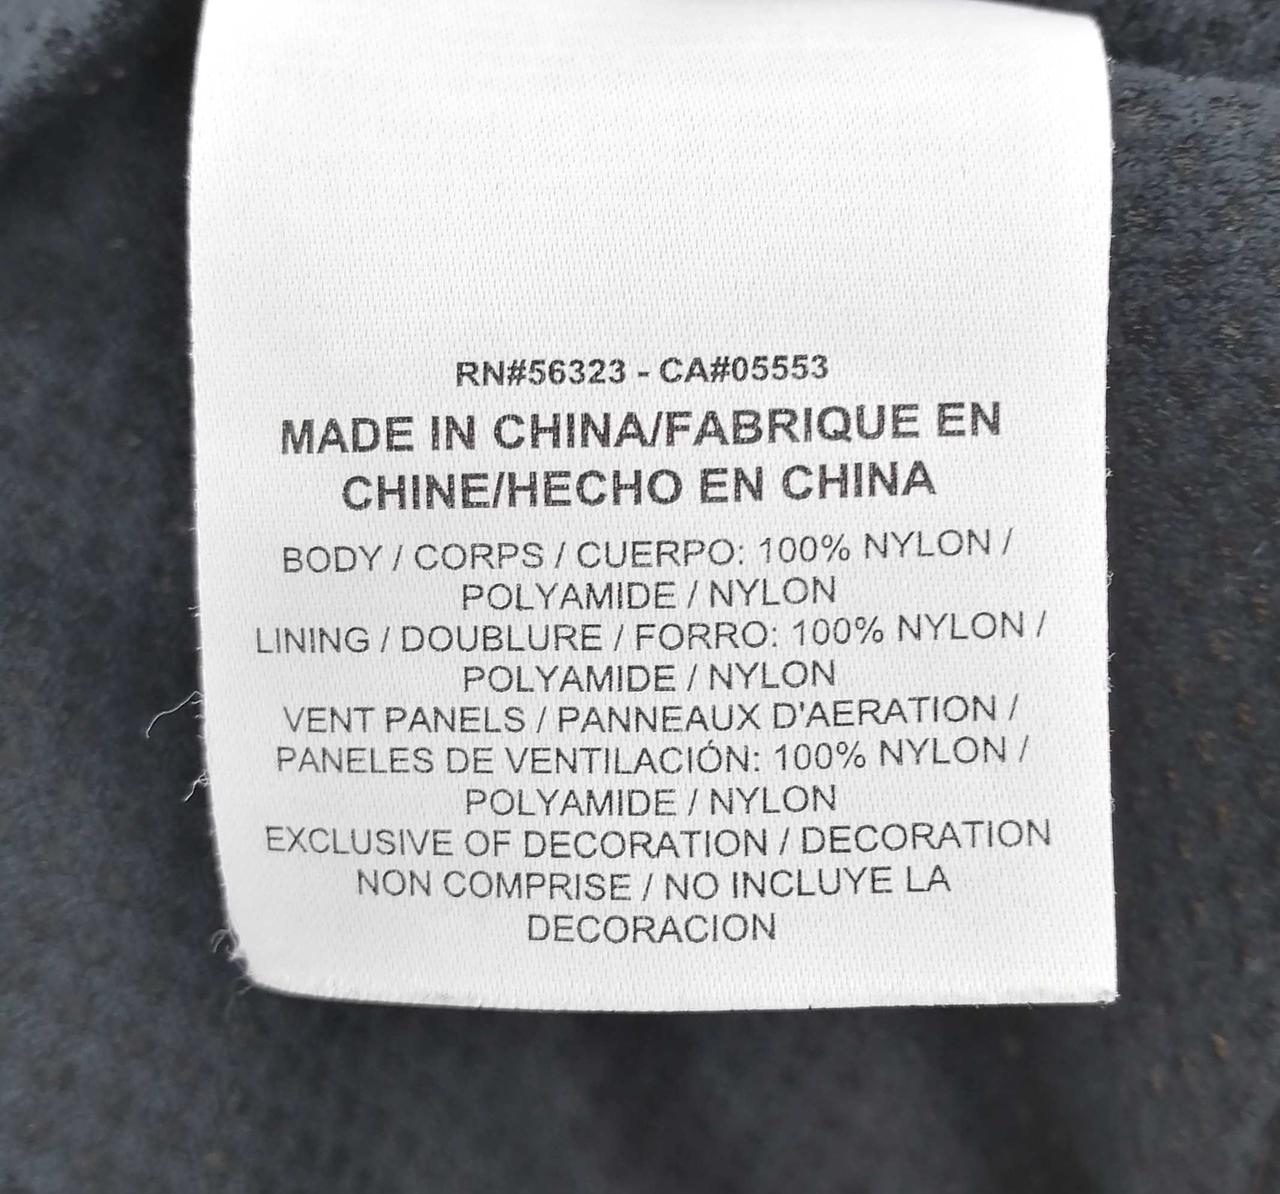 RN#56323 - CA#05553
MADE IN CHINA/FABRIQUE EN
CHINE/HECHO EN CHINA
BODY / CORPS / CUERPO: 100% NYLON /
POLYAMIDE / NYLON
LINING / DOUBLURE / FORRO: 100% NYLON /
POLYAMIDE / NYLON
VENT PANELS / PANNEAUX D'AERATION /
PANELES DE VENTILACIÓN: 100% NYLON /
POLYAMIDE / NYLON
EXCLUSIVE OF DECORATION / DECORATION
NON COMPRISE / NO INCLUYE LA
DECORACION